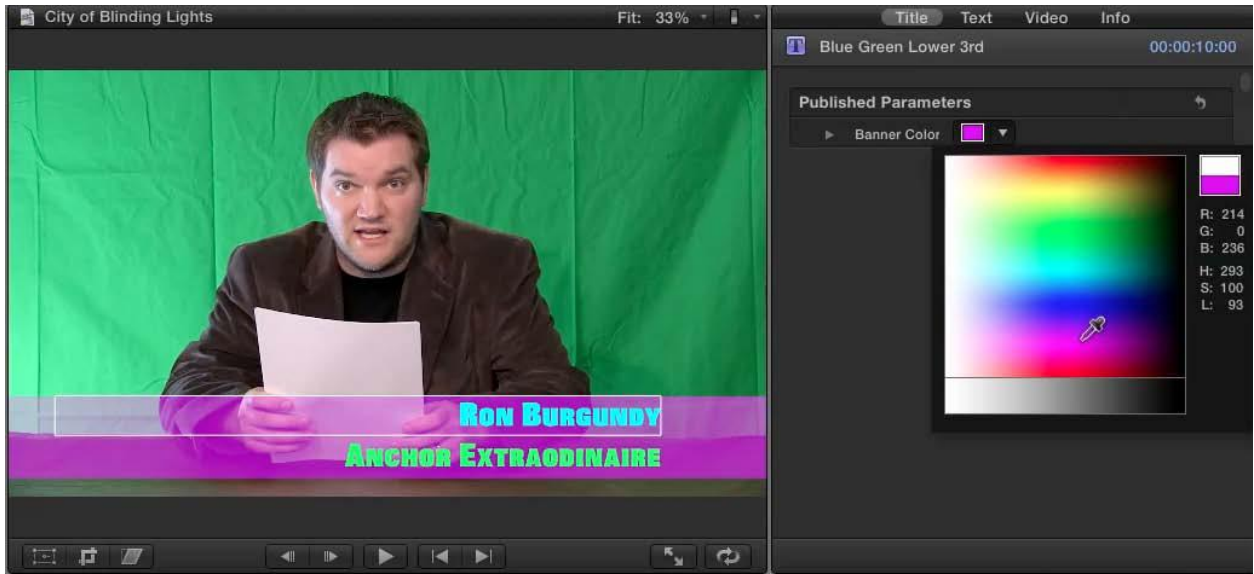 City of Blinding Lights
Fit: 33%
RON BURGUNDY
ANCHOR EXTRAODINAIRE
Title Text Video Info
T Blue Green Lower 3rd 00:00:10:00
Published Parameters
Banner Color
R: 214
G: 0
B: 236
H: 293
S: 100
L: 93